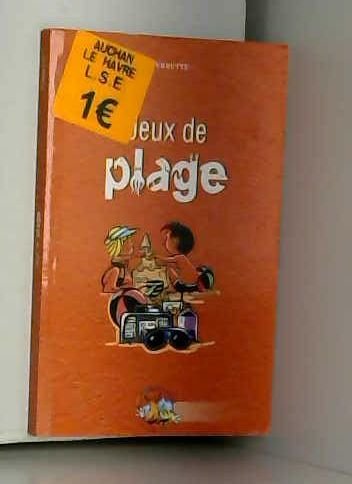 AUCHAN
LE HAVRE
L.S.E
1€
Jeux de
plage